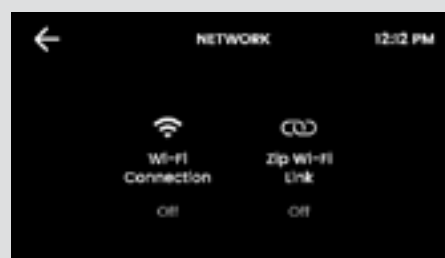 NETWORK 12:12 PM
Wi-Fi Zip Wi-Fi
Connection Link
Off Off